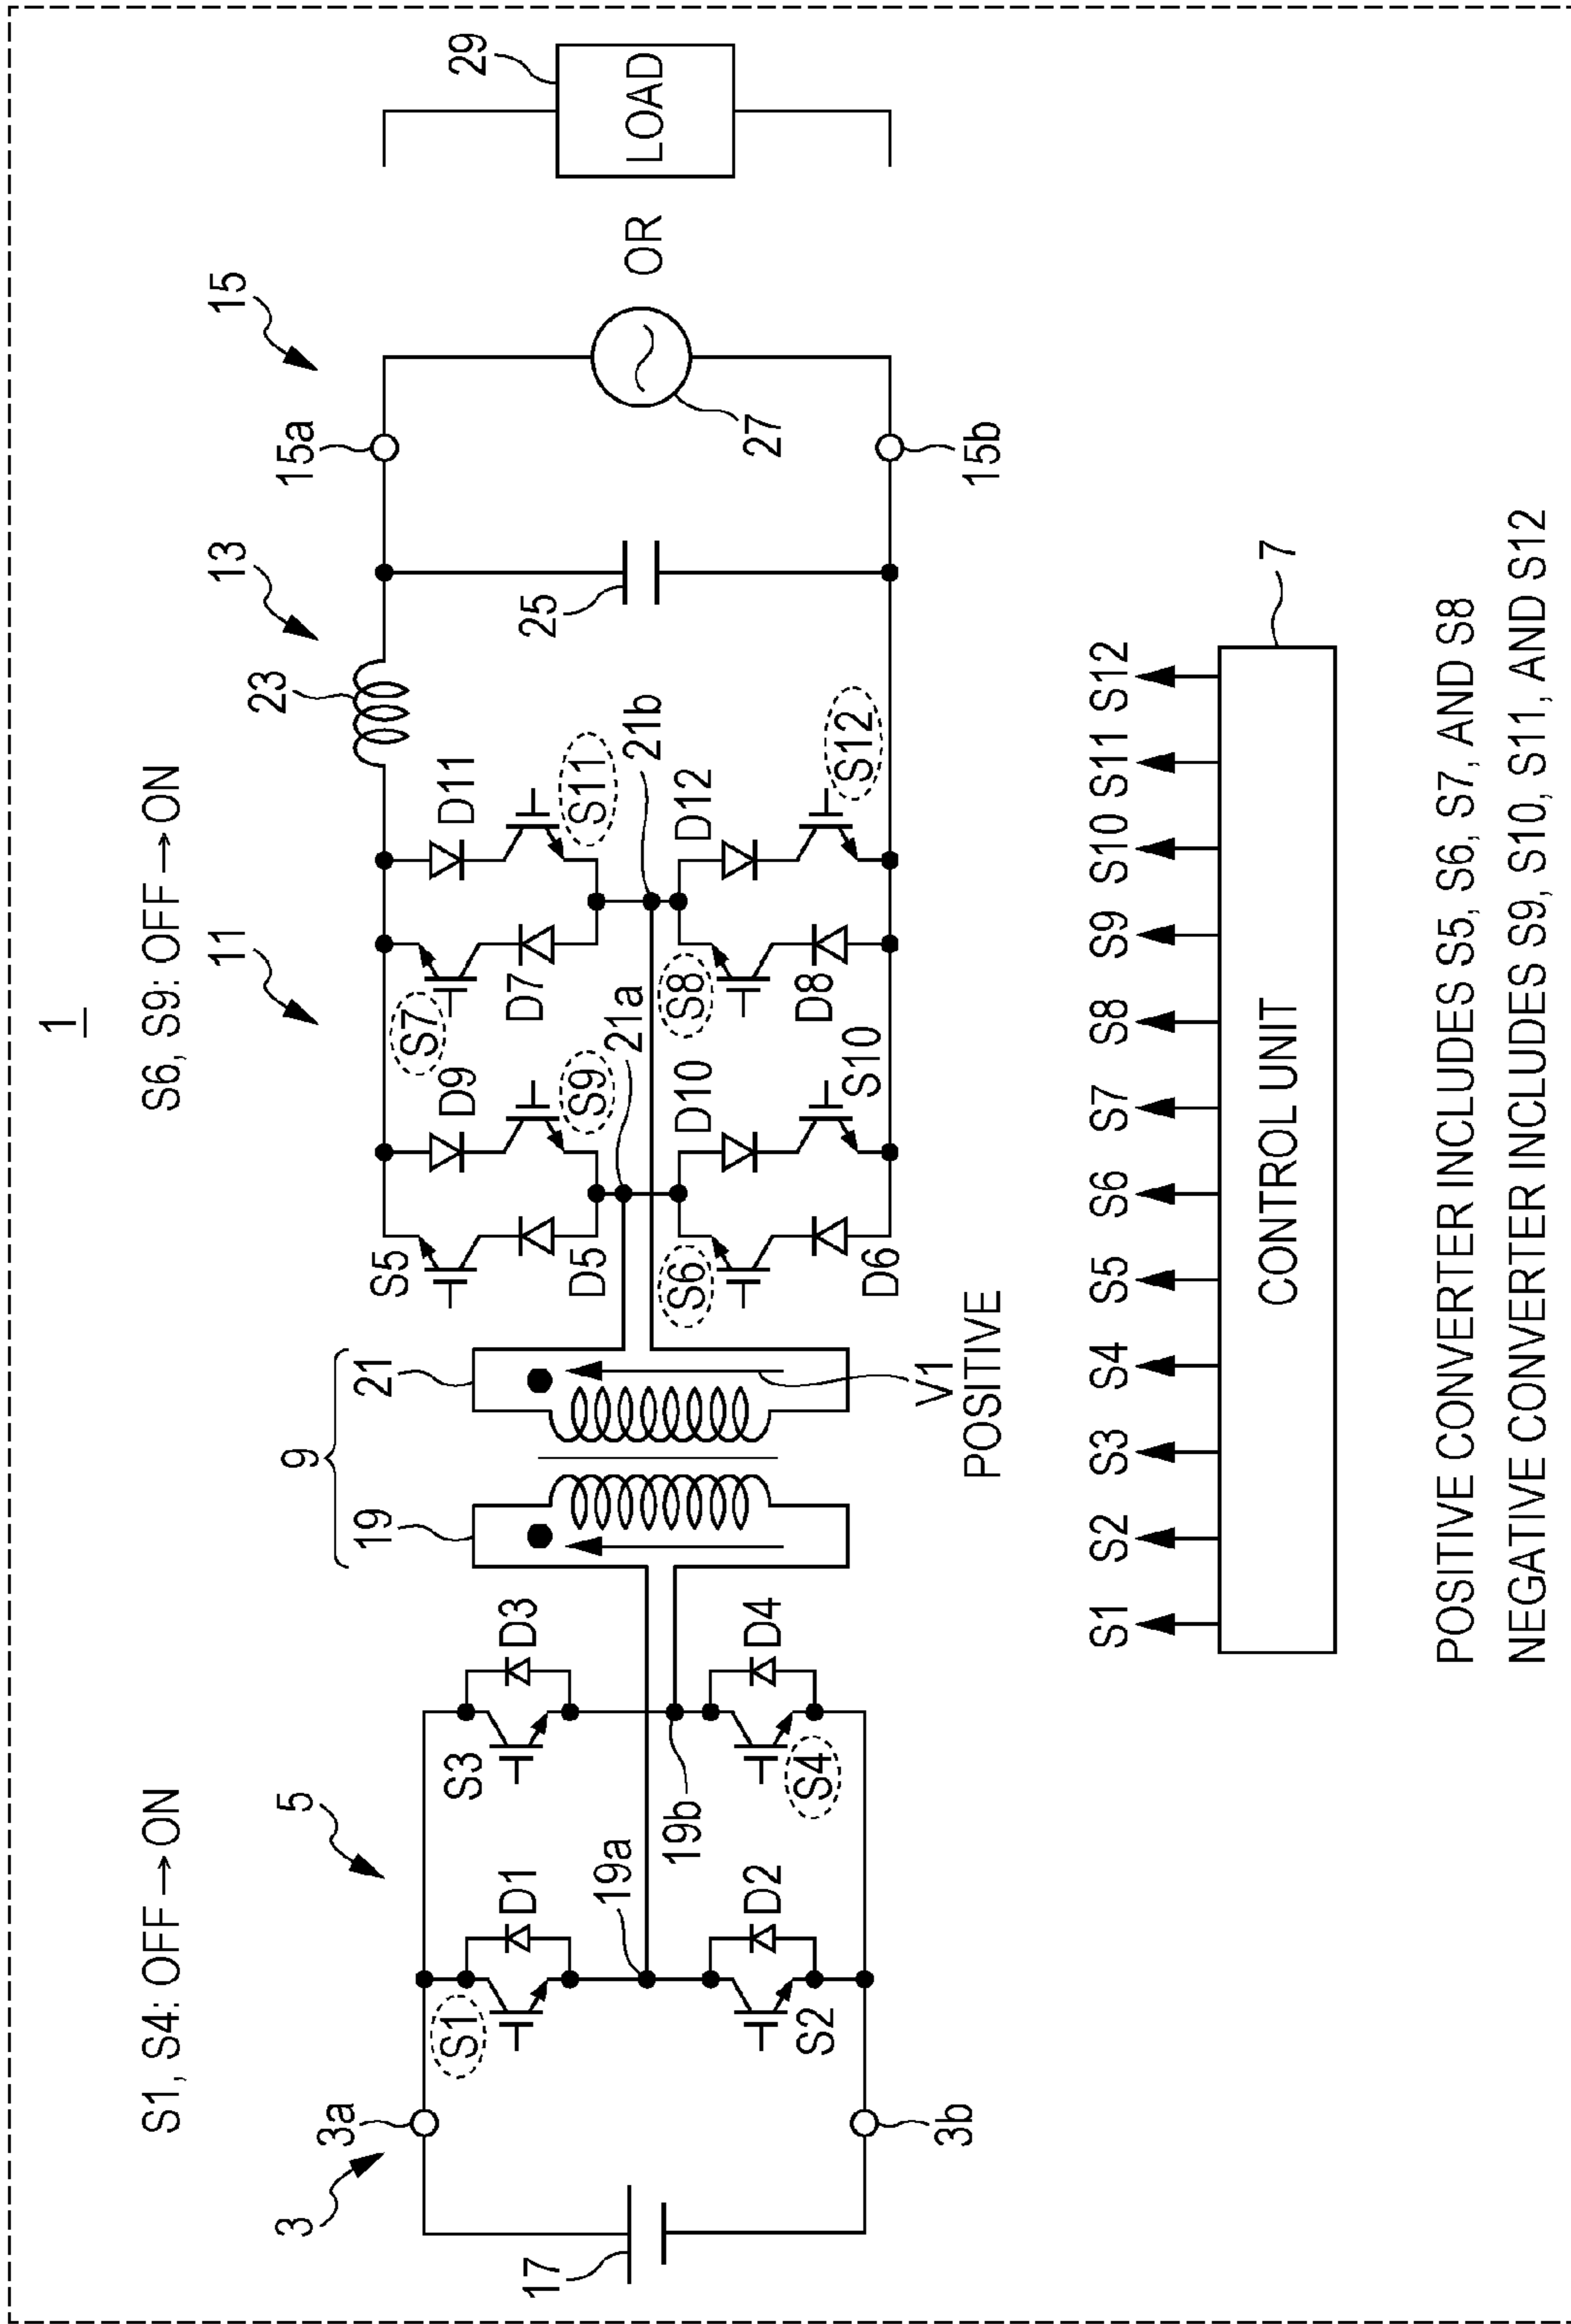 1
S1, S4: OFF → ON
S6, S9: OFF → ON
3
3a
5
9
19
21
11
13
15
15a
23
29
17
S1
D1
S3
D3
S5
D9
S7
D11
D5
S9
D7
S11
25
27
OR
LOAD
19a
19b
21a
21b
S2
D2
S4
D4
S6
D10
S8
D12
D6
S10
D8
S12
3b
V1
POSITIVE
15b
S1 S2 S3 S4 S5 S6 S7 S8 S9 S10 S11 S12
CONTROL UNIT
7
POSITIVE CONVERTER INCLUDES S5, S6, S7, AND S8
NEGATIVE CONVERTER INCLUDES S9, S10, S11, AND S12